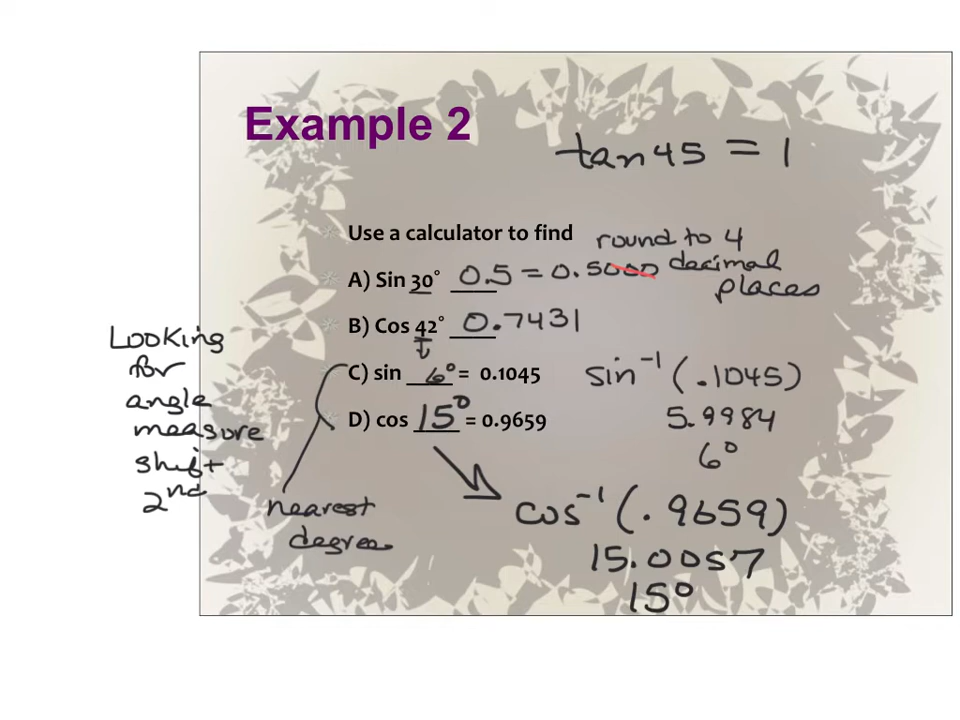 Example 2
tan 45 = 1
Use a calculator to find
round to 4
decimal
places
A) Sin 30° 0.5 = 0.5000
B) Cos 42° 0.7431
C) sin 6° = 0.1045
D) cos 15° = 0.9659
Looking
for
angle
measure
shift
2nd
nearest
degree
sin⁻¹ (.1045)
5.9984
6°
cos⁻¹ (.9659)
15.0057
15°